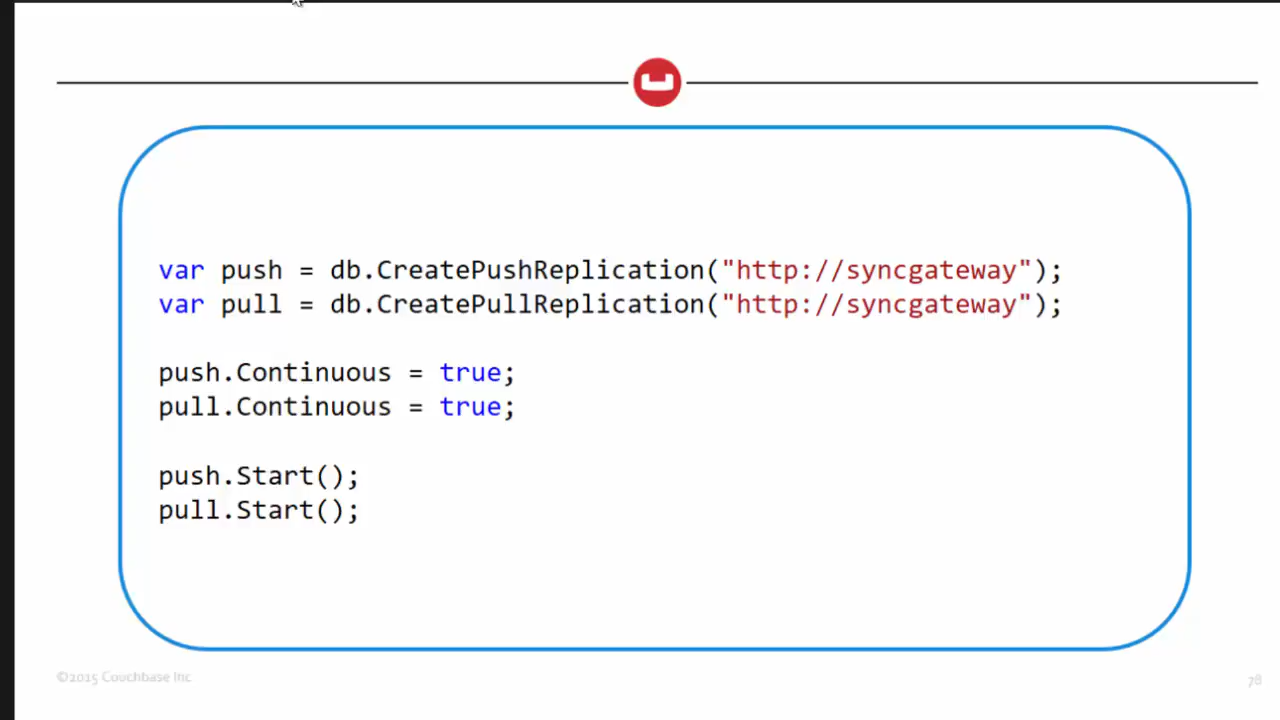 var push = db.CreatePushReplication("http://syncgateway");
var pull = db.CreatePullReplication("http://syncgateway");
push.Continuous = true;
pull.Continuous = true;
push.Start();
pull.Start();
©2015 Couchbase Inc
78